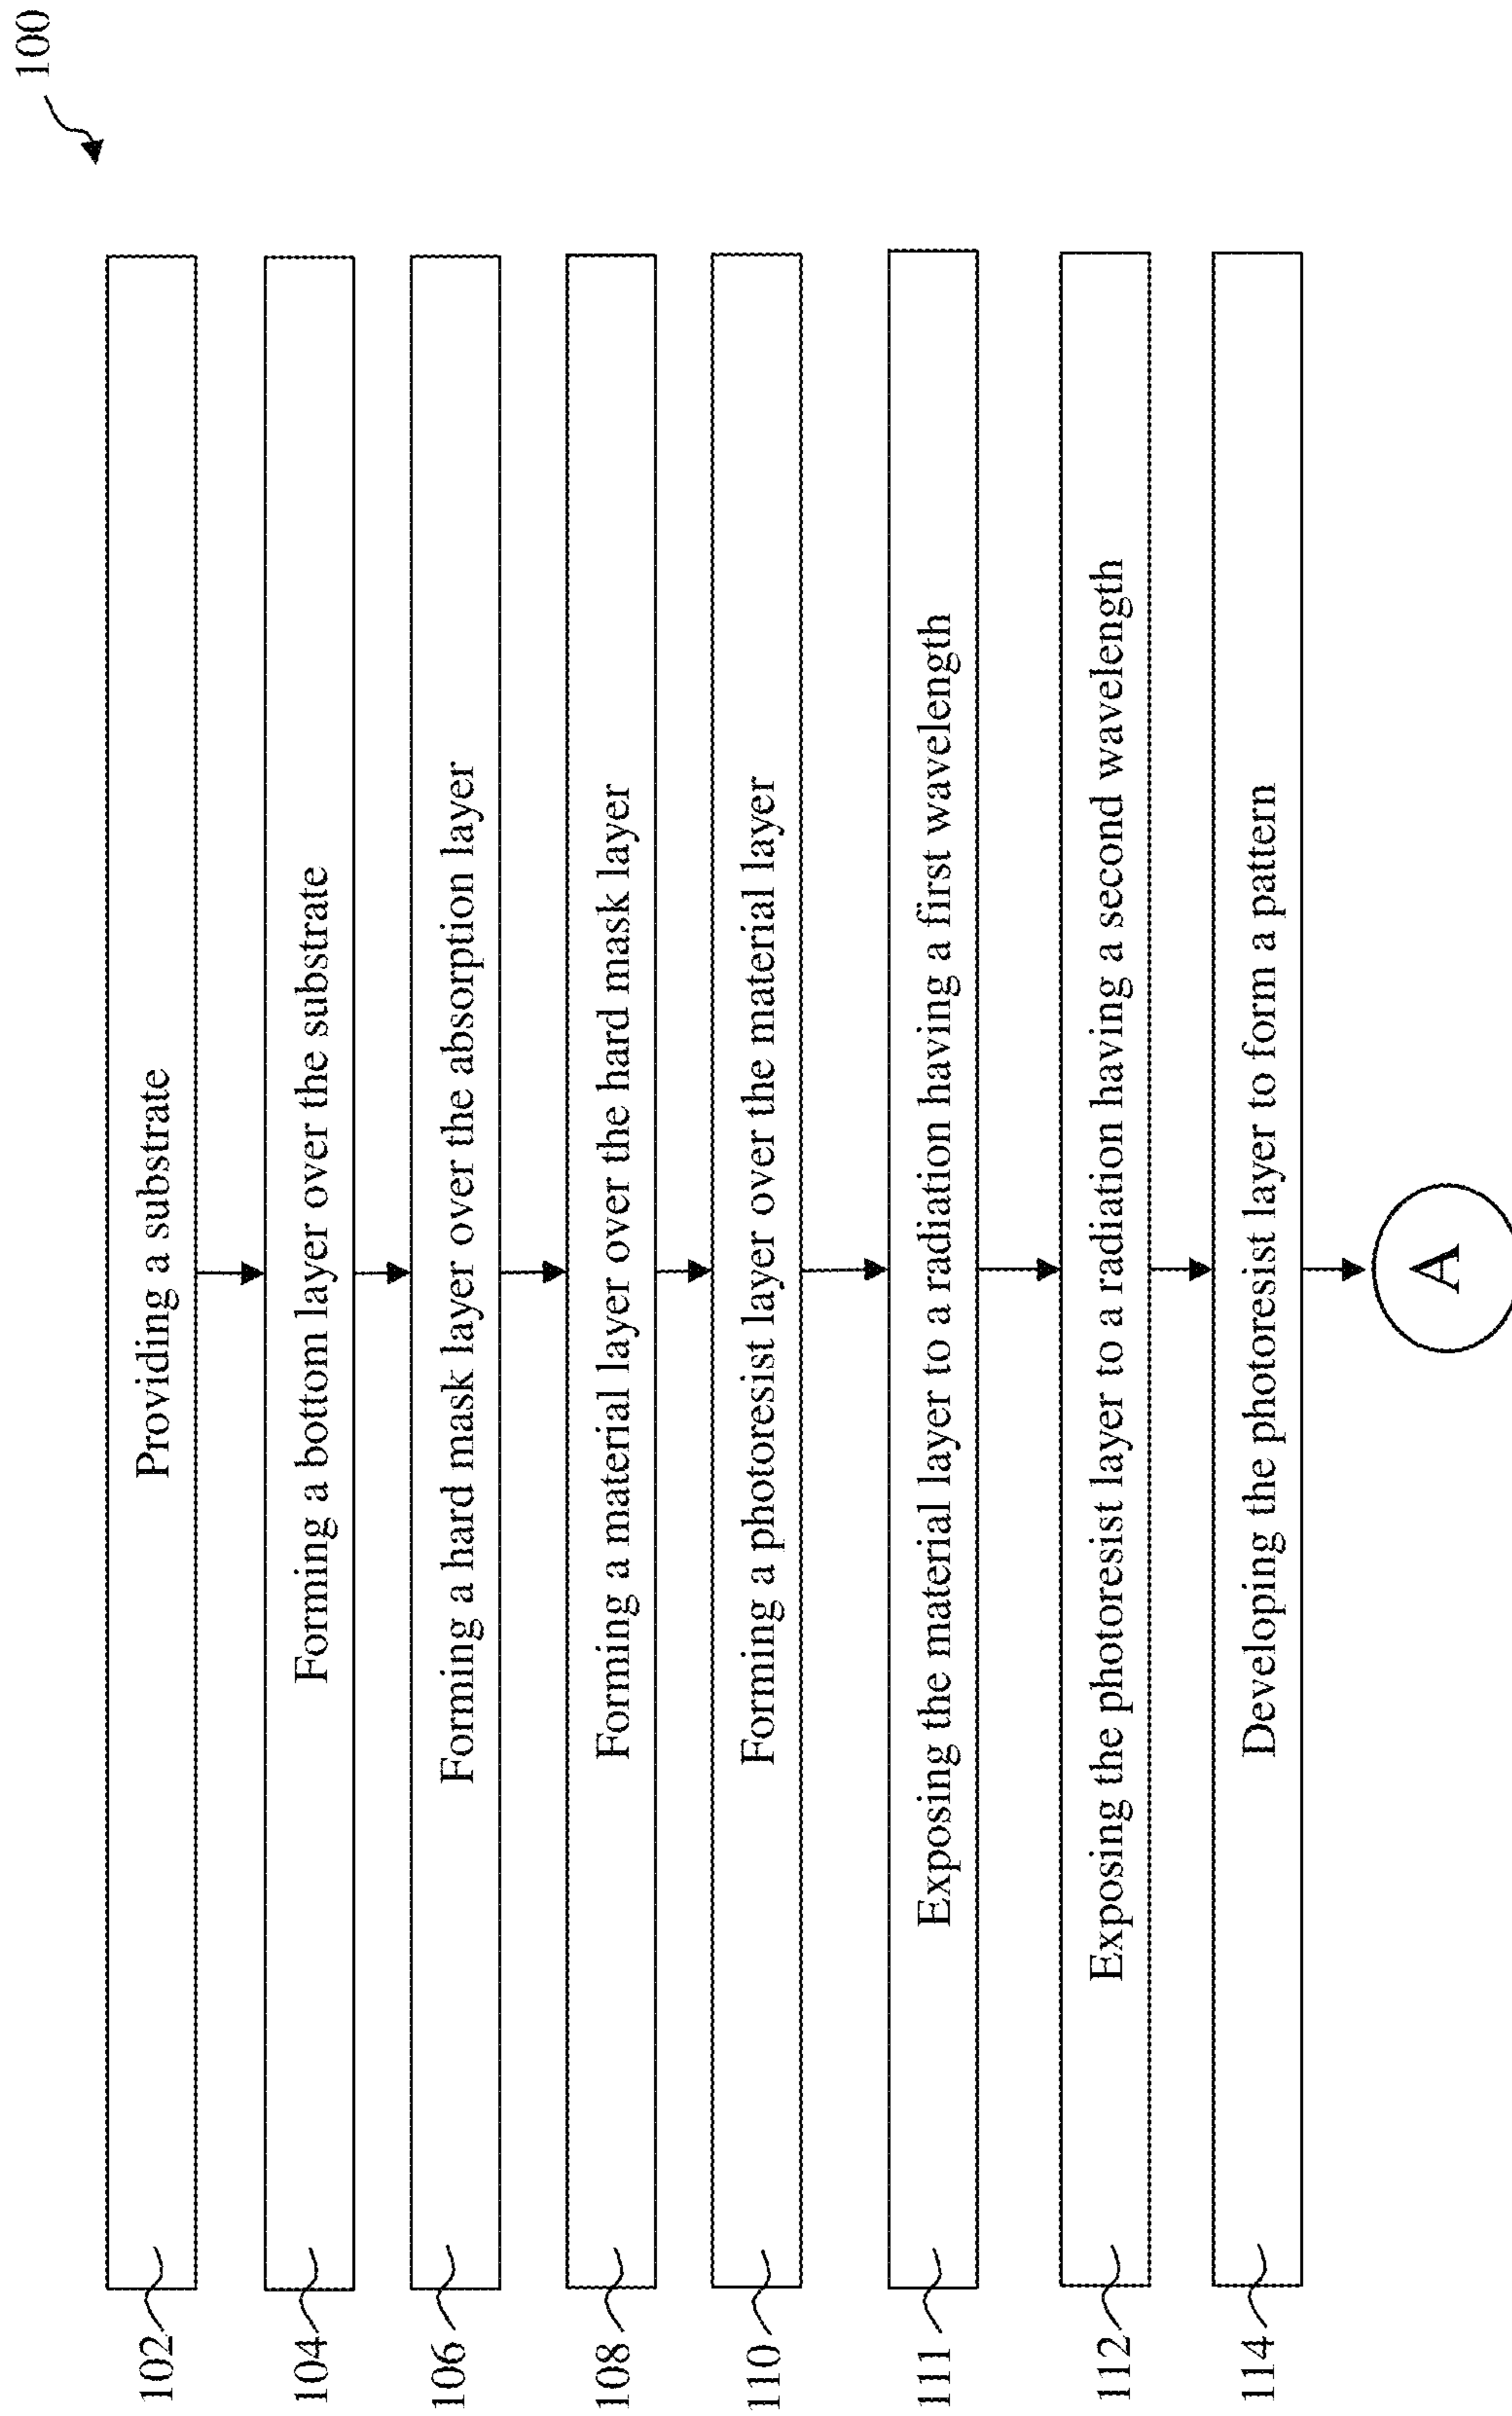 100
102 Providing a substrate
104 Forming a bottom layer over the substrate
106 Forming a hard mask layer over the absorption layer
108 Forming a material layer over the hard mask layer
110 Forming a photoresist layer over the material layer
111 Exposing the material layer to a radiation having a first wavelength
112 Exposing the photoresist layer to a radiation having a second wavelength
114 Developing the photoresist layer to form a pattern
A